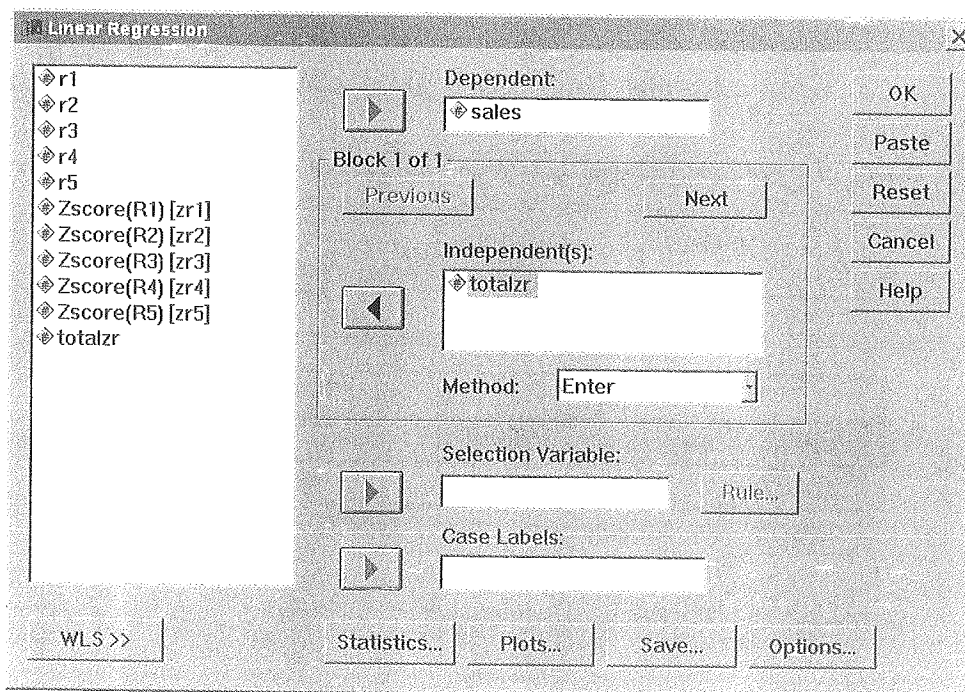 Linear Regression
r1
r2
r3
r4
r5
Zscore(R1) [zr1]
Zscore(R2) [zr2]
Zscore(R3) [zr3]
Zscore(R4) [zr4]
Zscore(R5) [zr5]
totalzr
WLS >>
Dependent:
sales
Block 1 of 1
Previous
Next
Independent(s):
totalzr
Method:
Enter
Selection Variable:
Rule...
Case Labels:
Statistics...
Plots...
Save...
Options...
OK
Paste
Reset
Cancel
Help